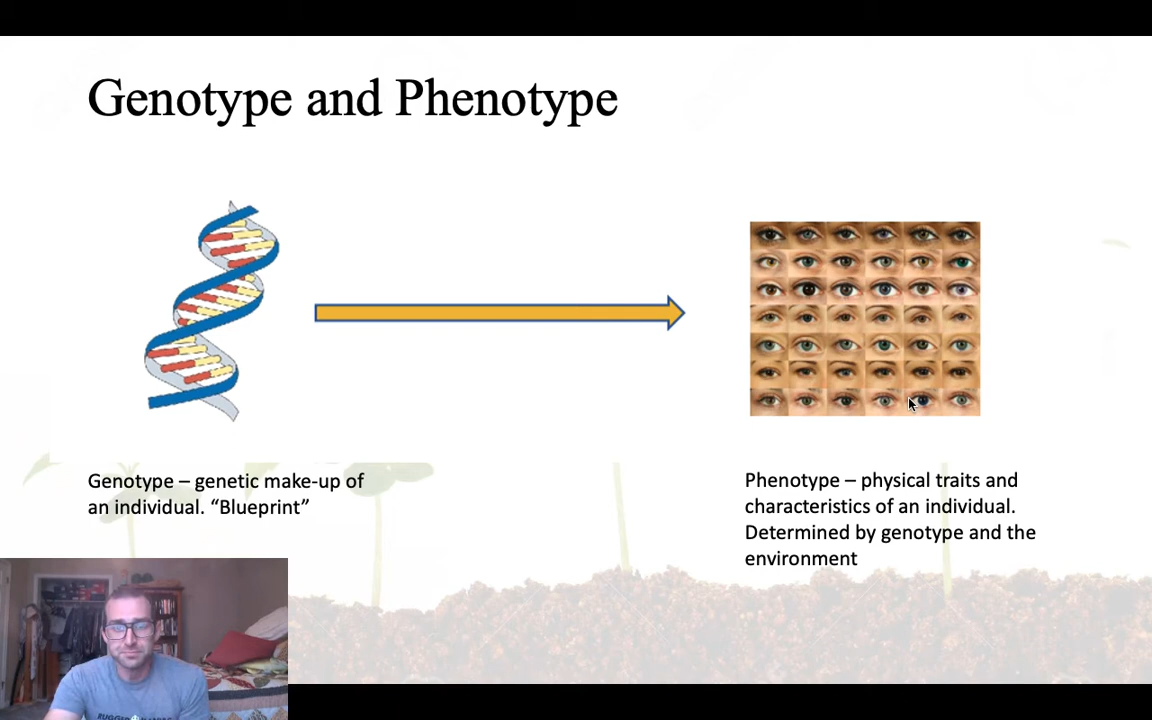 Genotype and Phenotype
Genotype – genetic make-up of
an individual. “Blueprint”
Phenotype – physical traits and
characteristics of an individual.
Determined by genotype and the
environment